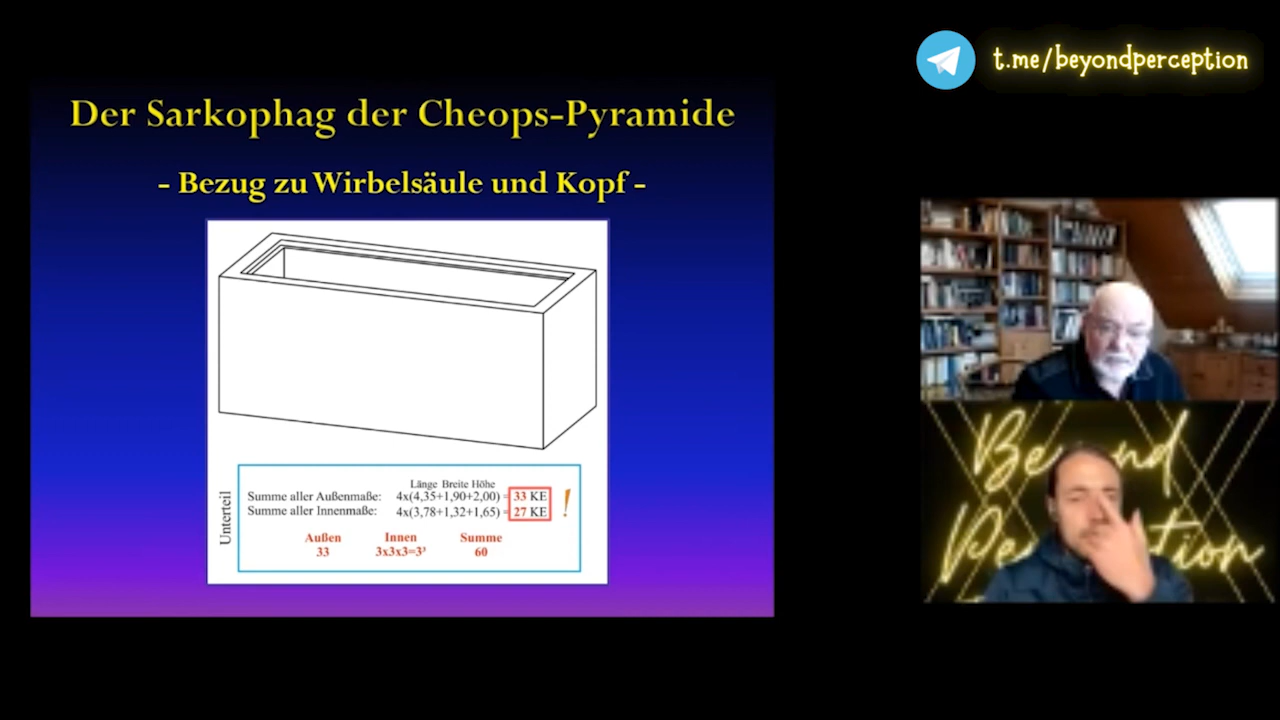 t.me/beyondperception
Der Sarkophag der Cheops-Pyramide
- Bezug zu Wirbelsäule und Kopf -
Unterteil
Länge Breite Höhe
Summe aller Außenmaße: 4x(4,35+1,90+2,00) = 33 KE
Summe aller Innenmaße: 4x(3,78+1,32+1,65) = 27 KE
!
Außen Innen Summe
33 3x3x3=3³ 60
Beyond
Perception